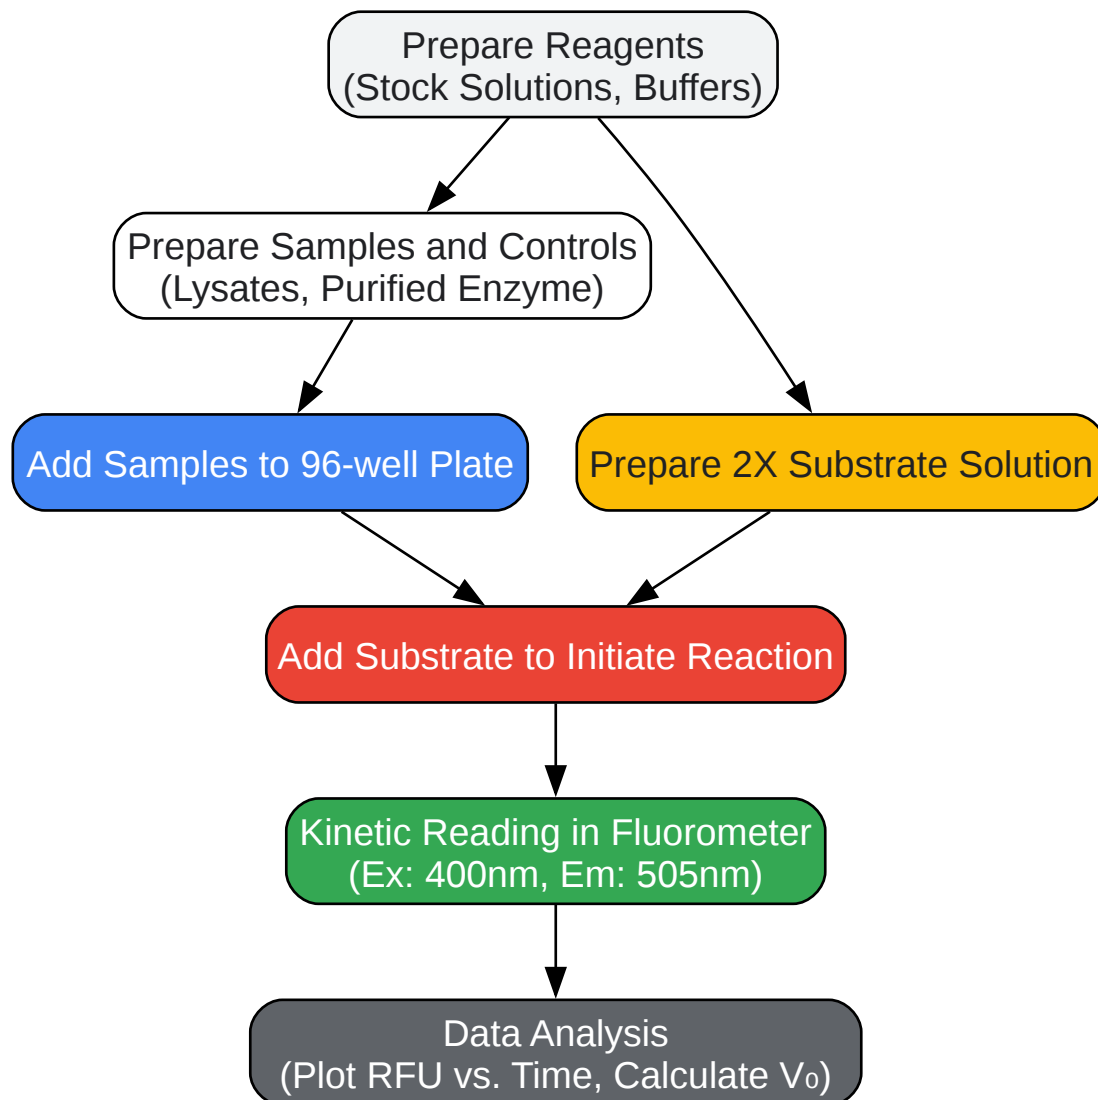 Prepare Reagents
(Stock Solutions, Buffers)
Prepare Samples and Controls
(Lysates, Purified Enzyme)
Add Samples to 96-well Plate
Prepare 2X Substrate Solution
Add Substrate to Initiate Reaction
Kinetic Reading in Fluorometer
(Ex: 400nm, Em: 505nm)
Data Analysis
(Plot RFU vs. Time, Calculate V₀)